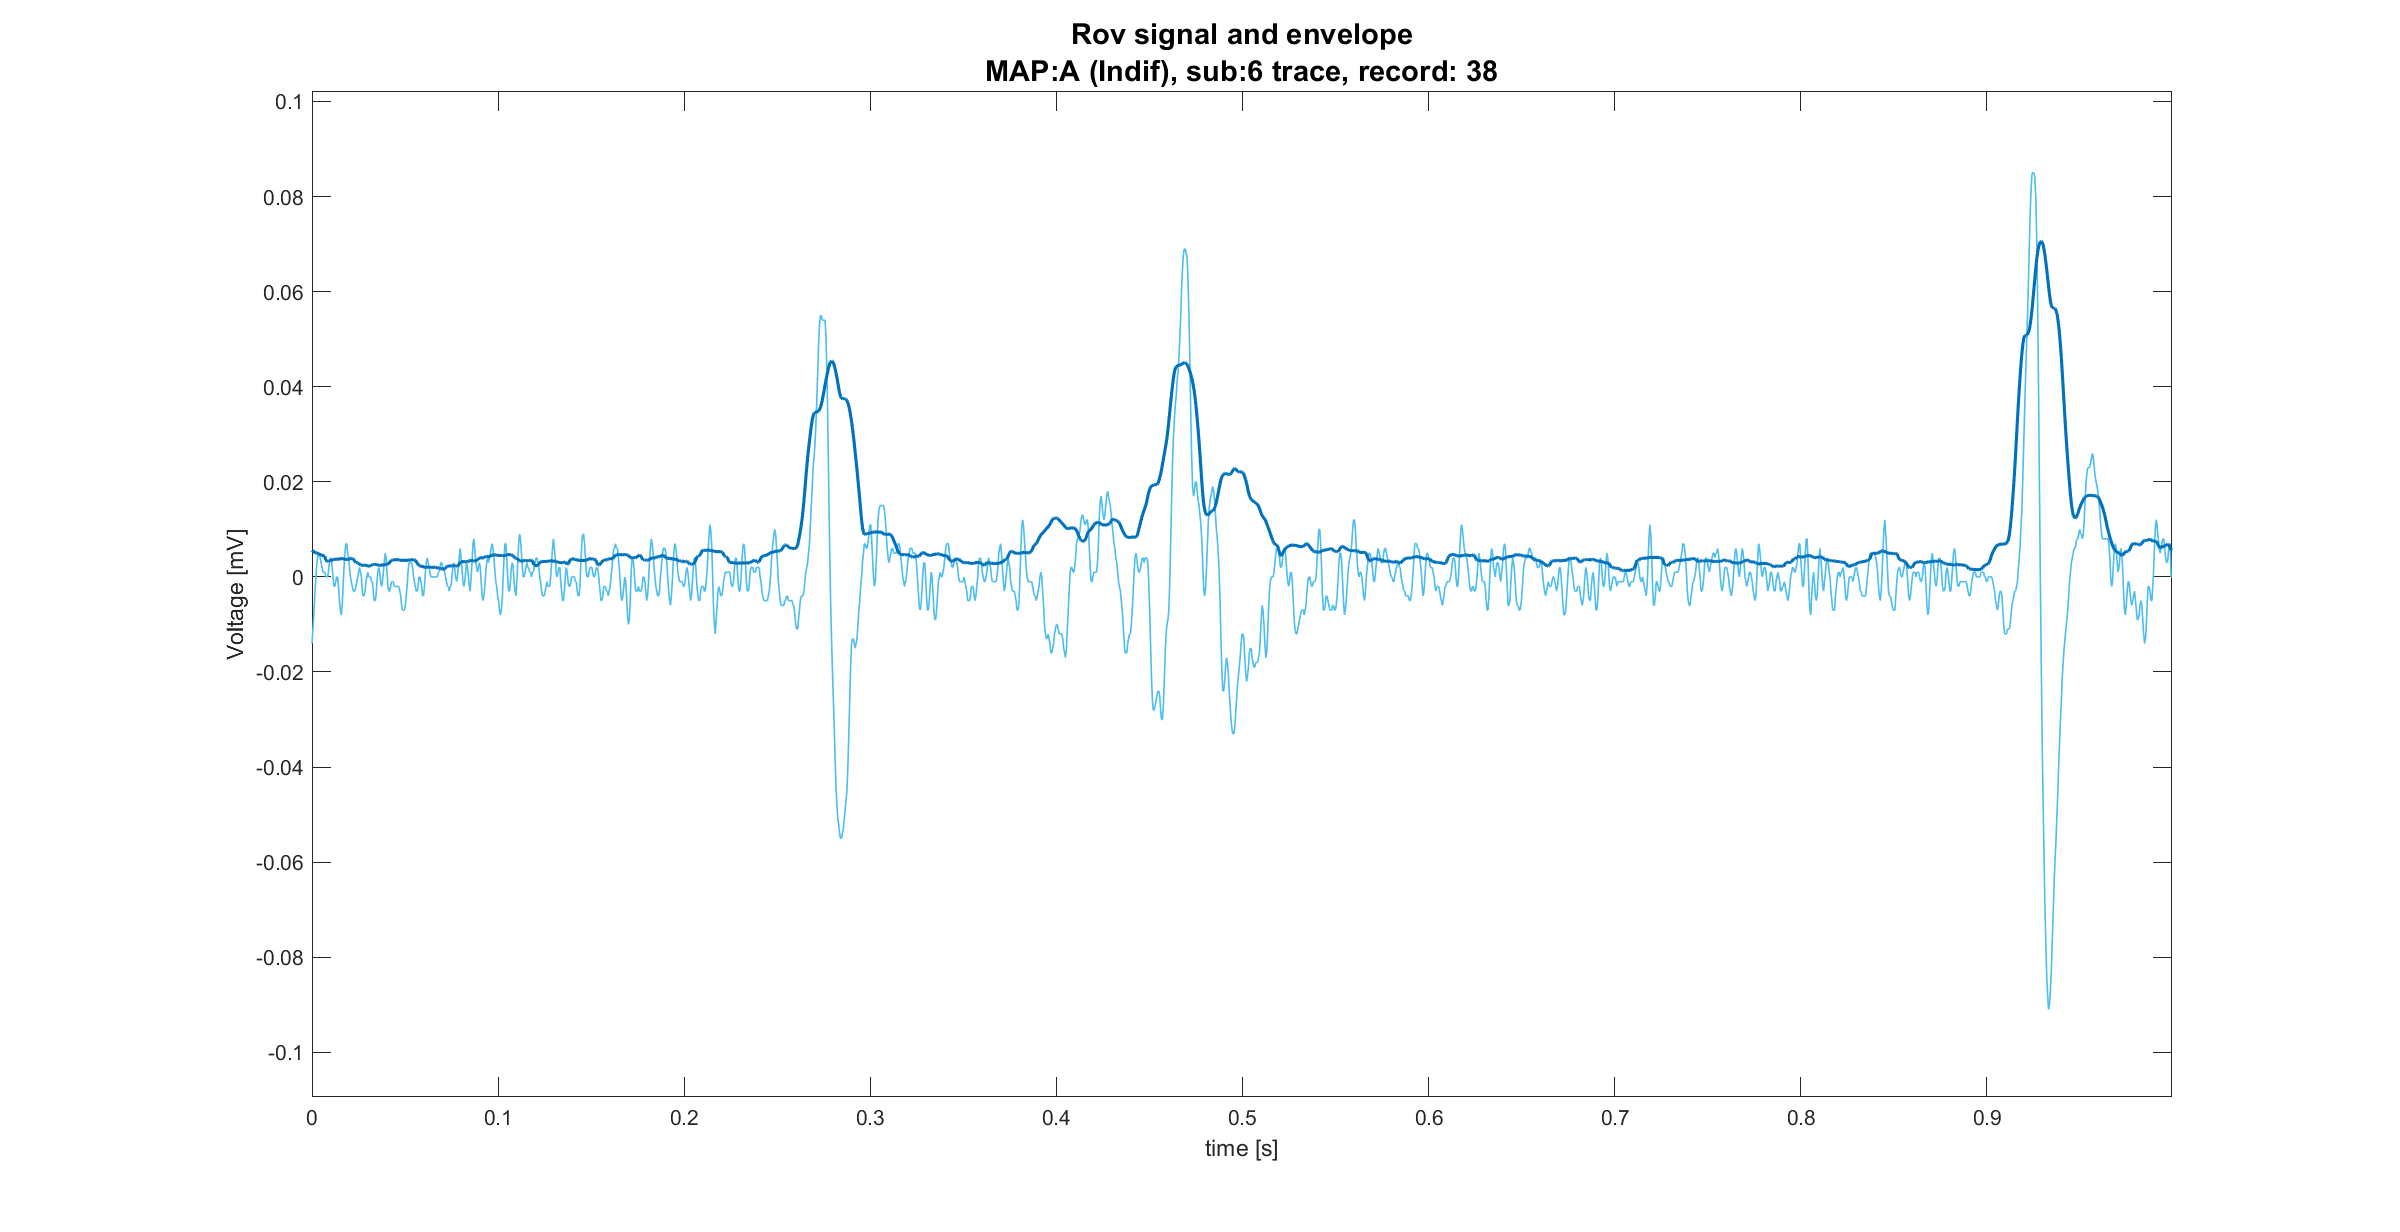 Rov signal and envelope
MAP:A (Indif), sub:6 trace, record: 38
0.1
0.08
0.06
0.04
0.02
0
-0.02
-0.04
-0.06
-0.08
-0.1
Voltage [mV]
0 0.1 0.2 0.3 0.4 0.5 0.6 0.7 0.8 0.9
time [s]